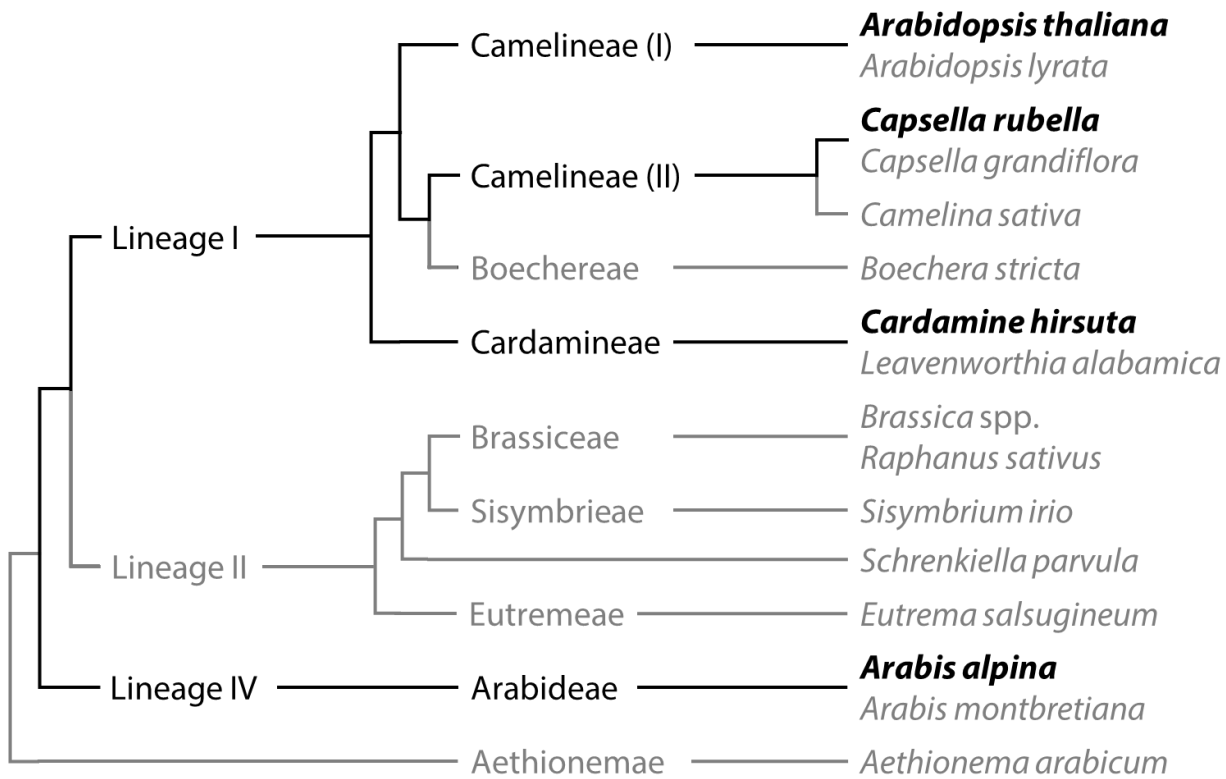 Camelineae (I)
Arabidopsis thaliana
Arabidopsis lyrata
Capsella rubella
Capsella grandiflora
Camelineae (II)
Camelina sativa
Lineage I
Boechereae
Boechera stricta
Cardamineae
Cardamine hirsuta
Leavenworthia alabamica
Brassiceae
Brassica spp.
Raphanus sativus
Sisymbrieae
Sisymbrium irio
Lineage II
Schrenkiella parvula
Eutremeae
Eutrema salsugineum
Lineage IV
Arabideae
Arabis alpina
Arabis montbretiana
Aethionemae
Aethionema arabicum